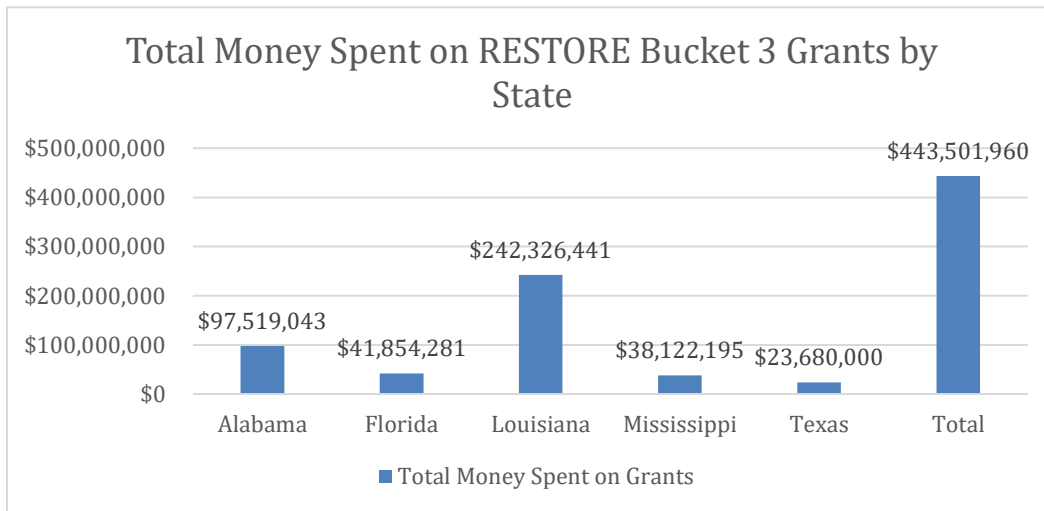 Total Money Spent on RESTORE Bucket 3 Grants by
State
$500,000,000
$400,000,000
$300,000,000
$200,000,000
$100,000,000
$0
$97,519,043
$41,854,281
$242,326,441
$38,122,195
$23,680,000
$443,501,960
Alabama
Florida
Louisiana
Mississippi
Texas
Total
Total Money Spent on Grants